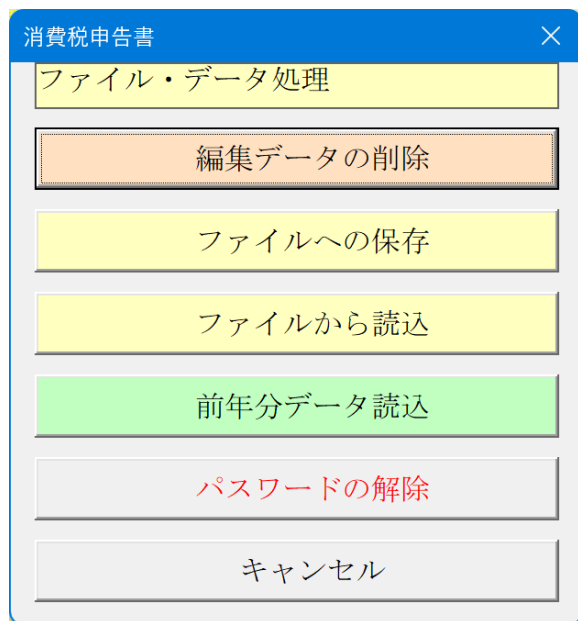 消費税申告書
ファイル・データ処理
編集データの削除
ファイルへの保存
ファイルから読込
前年分データ読込
パスワードの解除
キャンセル